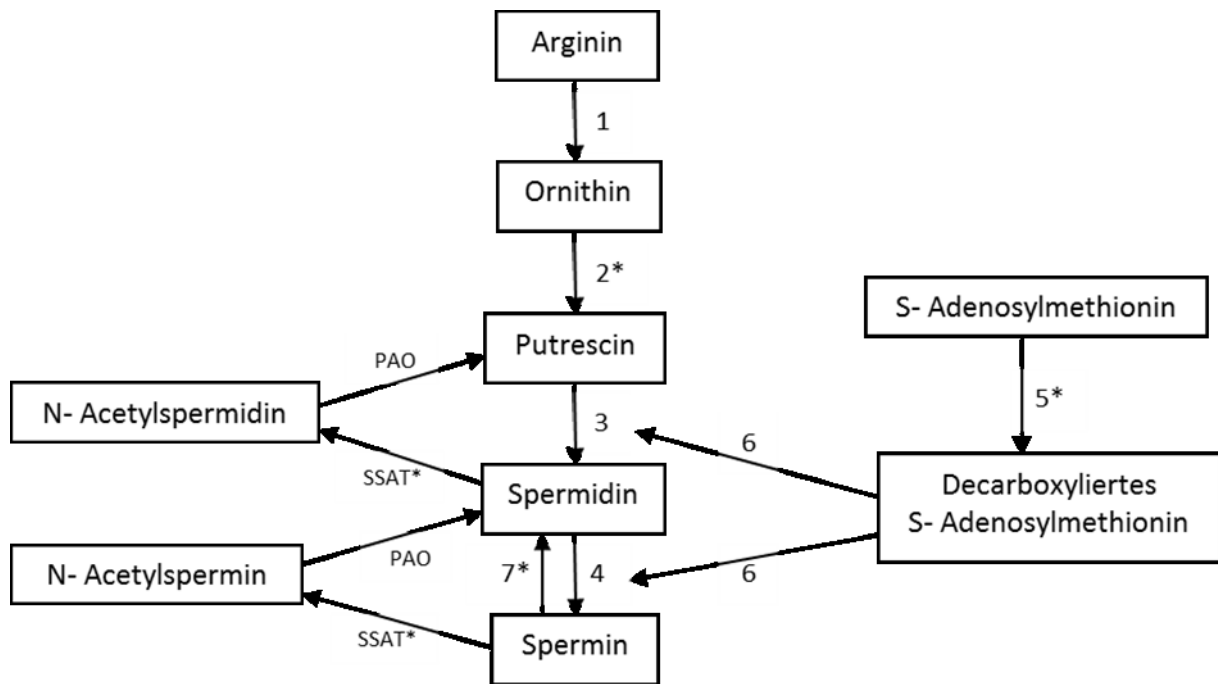 Arginin
1
Ornithin
2*
S- Adenosylmethionin
Putrescin
PAO
N- Acetylspermidin
3
5*
6
SSAT*
Spermidin
Decarboxyliertes
S- Adenosylmethionin
PAO
N- Acetylspermin
7*
4
6
SSAT*
Spermin